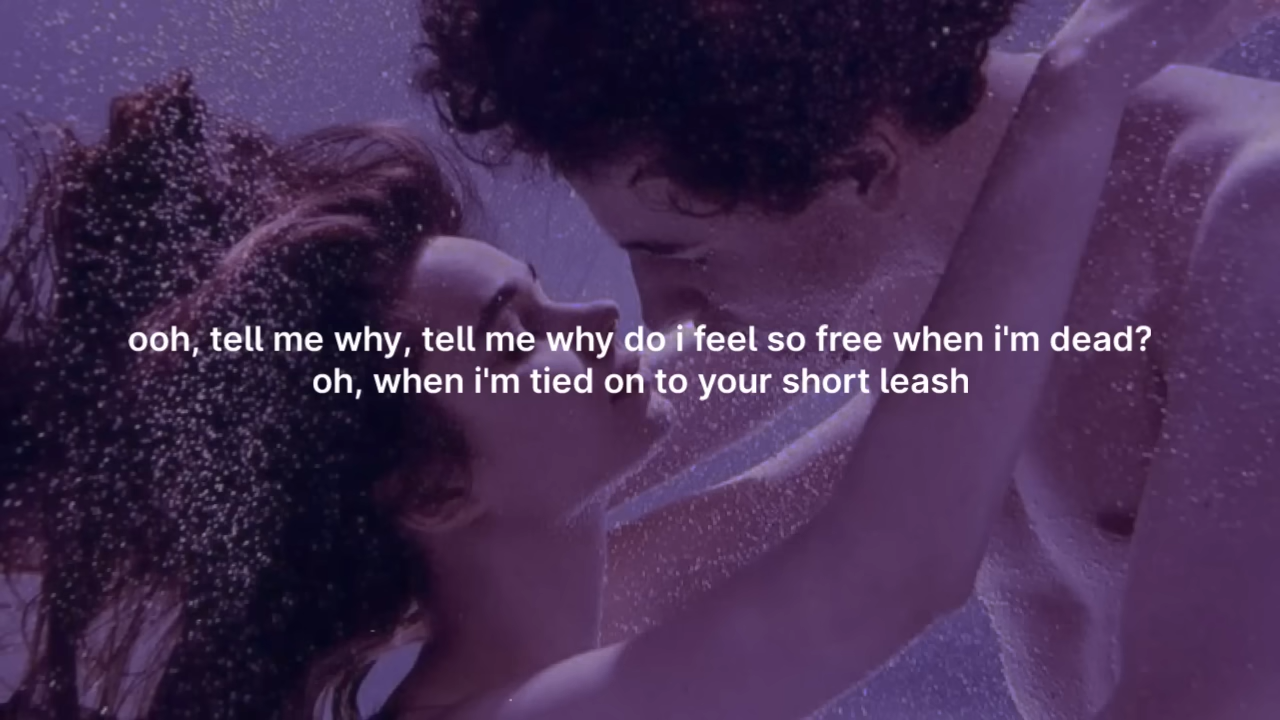 ooh, tell me why, tell me why do i feel so free when i'm dead?
oh, when i'm tied on to your short leash